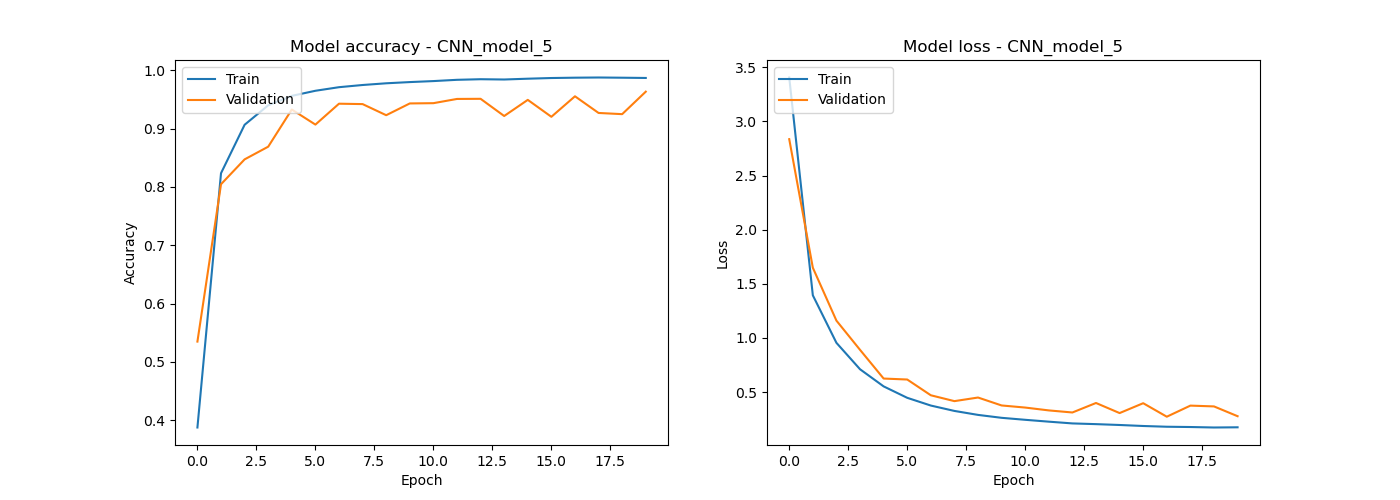 Model accuracy - CNN_model_5
Train
Validation
1.0
0.9
0.8
0.7
0.6
0.5
0.4
Accuracy
0.0 2.5 5.0 7.5 10.0 12.5 15.0 17.5
Epoch
Model loss - CNN_model_5
Train
Validation
3.5
3.0
2.5
2.0
1.5
1.0
0.5
Loss
0.0 2.5 5.0 7.5 10.0 12.5 15.0 17.5
Epoch